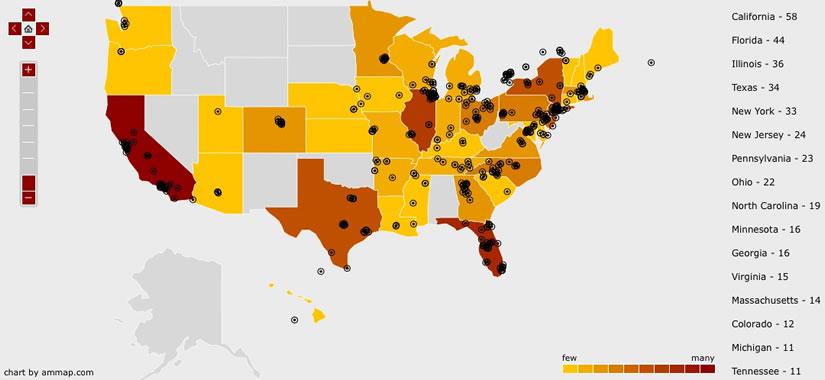 California - 58
Florida - 44
Illinois - 36
Texas - 34
New York - 33
New Jersey - 24
Pennsylvania - 23
Ohio - 22
North Carolina - 19
Minnesota - 16
Georgia - 16
Virginia - 15
Massachusetts - 14
Colorado - 12
Michigan - 11
few many
chart by ammap.com
Tennessee - 11